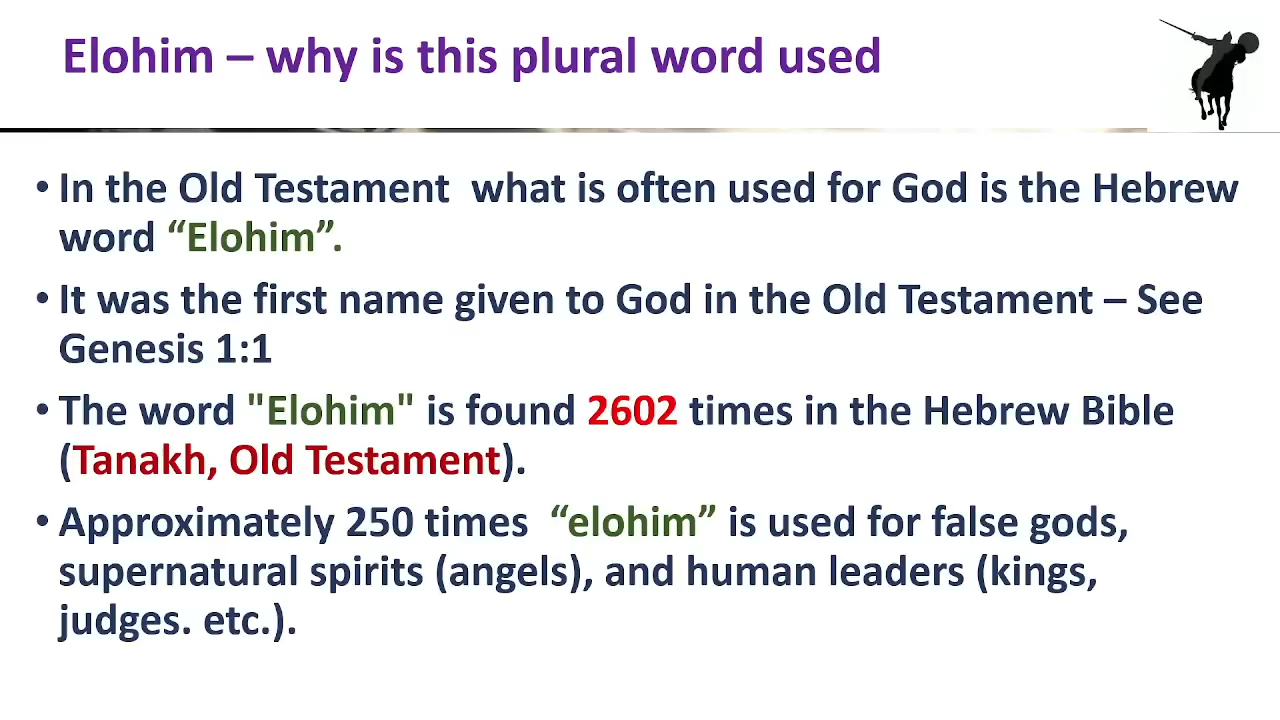 Elohim – why is this plural word used
• In the Old Testament  what is often used for God is the Hebrew
word “Elohim”.
• It was the first name given to God in the Old Testament – See
Genesis 1:1
• The word "Elohim" is found 2602 times in the Hebrew Bible
(Tanakh, Old Testament).
• Approximately 250 times  “elohim” is used for false gods,
supernatural spirits (angels), and human leaders (kings,
judges. etc.).